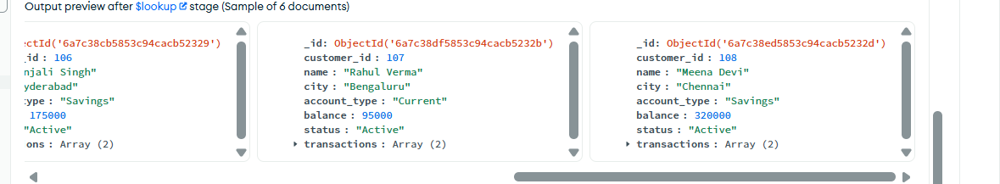 Output preview after $lookup stage (Sample of 6 documents)
ectId('6a7c38cb5853c94cacb52329')
_id : 106
njali Singh"
yderabad"
type : "Savings"
175000
"Active"
ons : Array (2)
_id: ObjectId('6a7c38df5853c94cacb5232b')
customer_id : 107
name : "Rahul Verma"
city : "Bengaluru"
account_type : "Current"
balance : 95000
status : "Active"
transactions : Array (2)
_id: ObjectId('6a7c38ed5853c94cacb5232d')
customer_id : 108
name : "Meena Devi"
city : "Chennai"
account_type : "Savings"
balance : 320000
status : "Active"
transactions : Array (2)